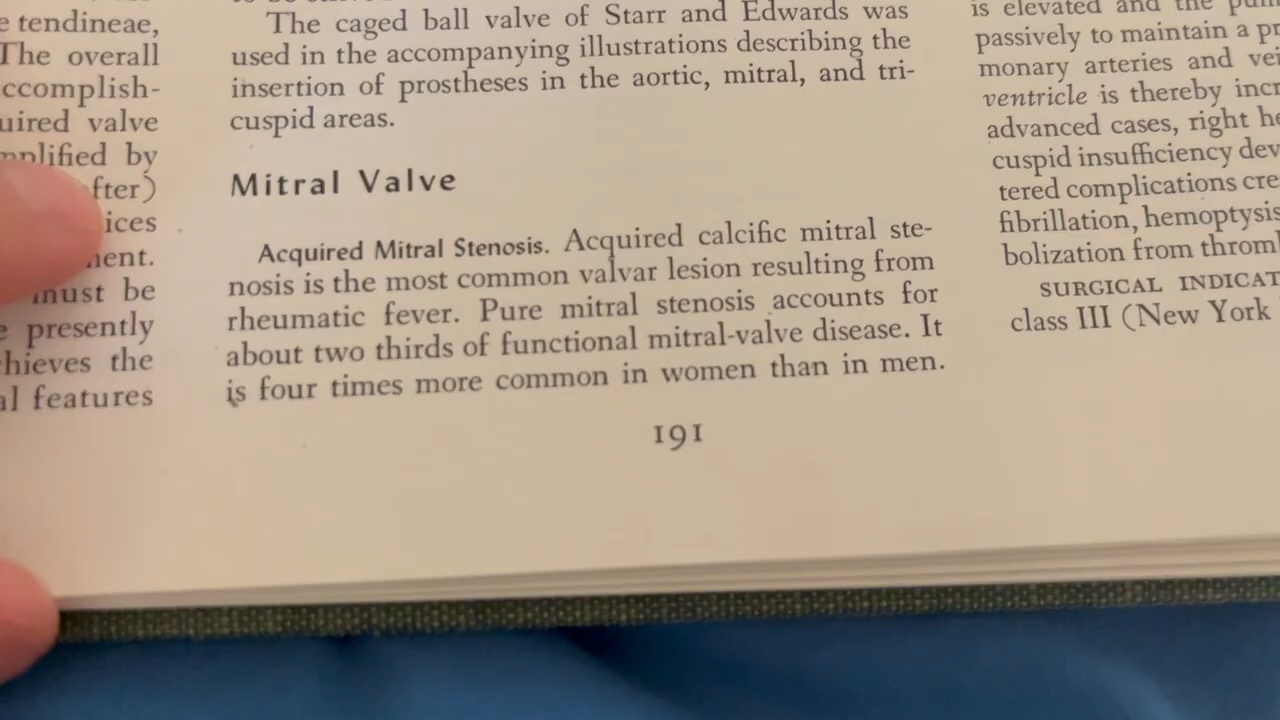 tendineae,
The overall
ccomplish-
uired valve
mplified by
fter)
ices
ment.
must be
presently
hieves the
al features
The caged ball valve of Starr and Edwards was
used in the accompanying illustrations describing the
insertion of prostheses in the aortic, mitral, and tri-
cuspid areas.
Mitral Valve
Acquired Mitral Stenosis. Acquired calcific mitral ste-
nosis is the most common valvar lesion resulting from
rheumatic fever. Pure mitral stenosis accounts for
about two thirds of functional mitral-valve disease. It
is four times more common in women than in men.
191
is elevated and the
passively to maintain a
monary arteries and
ventricle is thereby
advanced cases, right
cuspid insufficiency
tered complications
fibrillation, hemoptysis
bolization from
SURGICAL
class III (New York